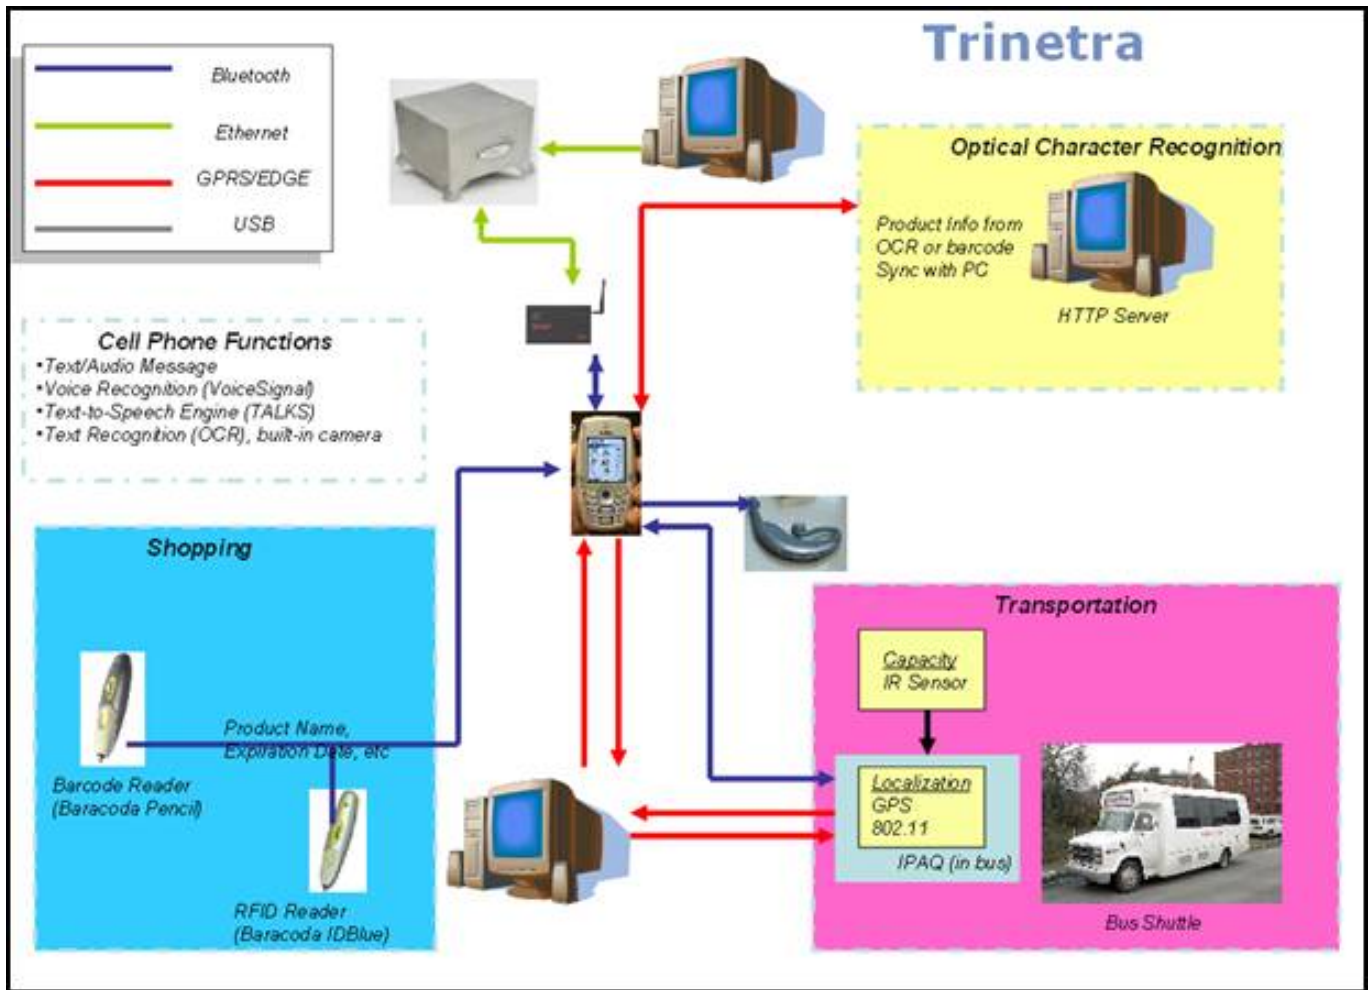 Trinetra
Bluetooth
Ethernet
GPRS/EDGE
USB
Optical Character Recognition
Product Info from
OCR or barcode
Sync with PC
HTTP Server
Cell Phone Functions
•Text/Audio Message
•Voice Recognition (VoiceSignal)
•Text-to-Speech Engine (TALKS)
•Text Recognition (OCR), built-in camera
Shopping
Product Name,
Expiration Date, etc
Barcode Reader
(Baracoda Pencil)
RFID Reader
(Baracoda IDBlue)
Transportation
Capacity
IR Sensor
Localization
GPS
802.11
IPAQ (in bus)
Bus Shuttle